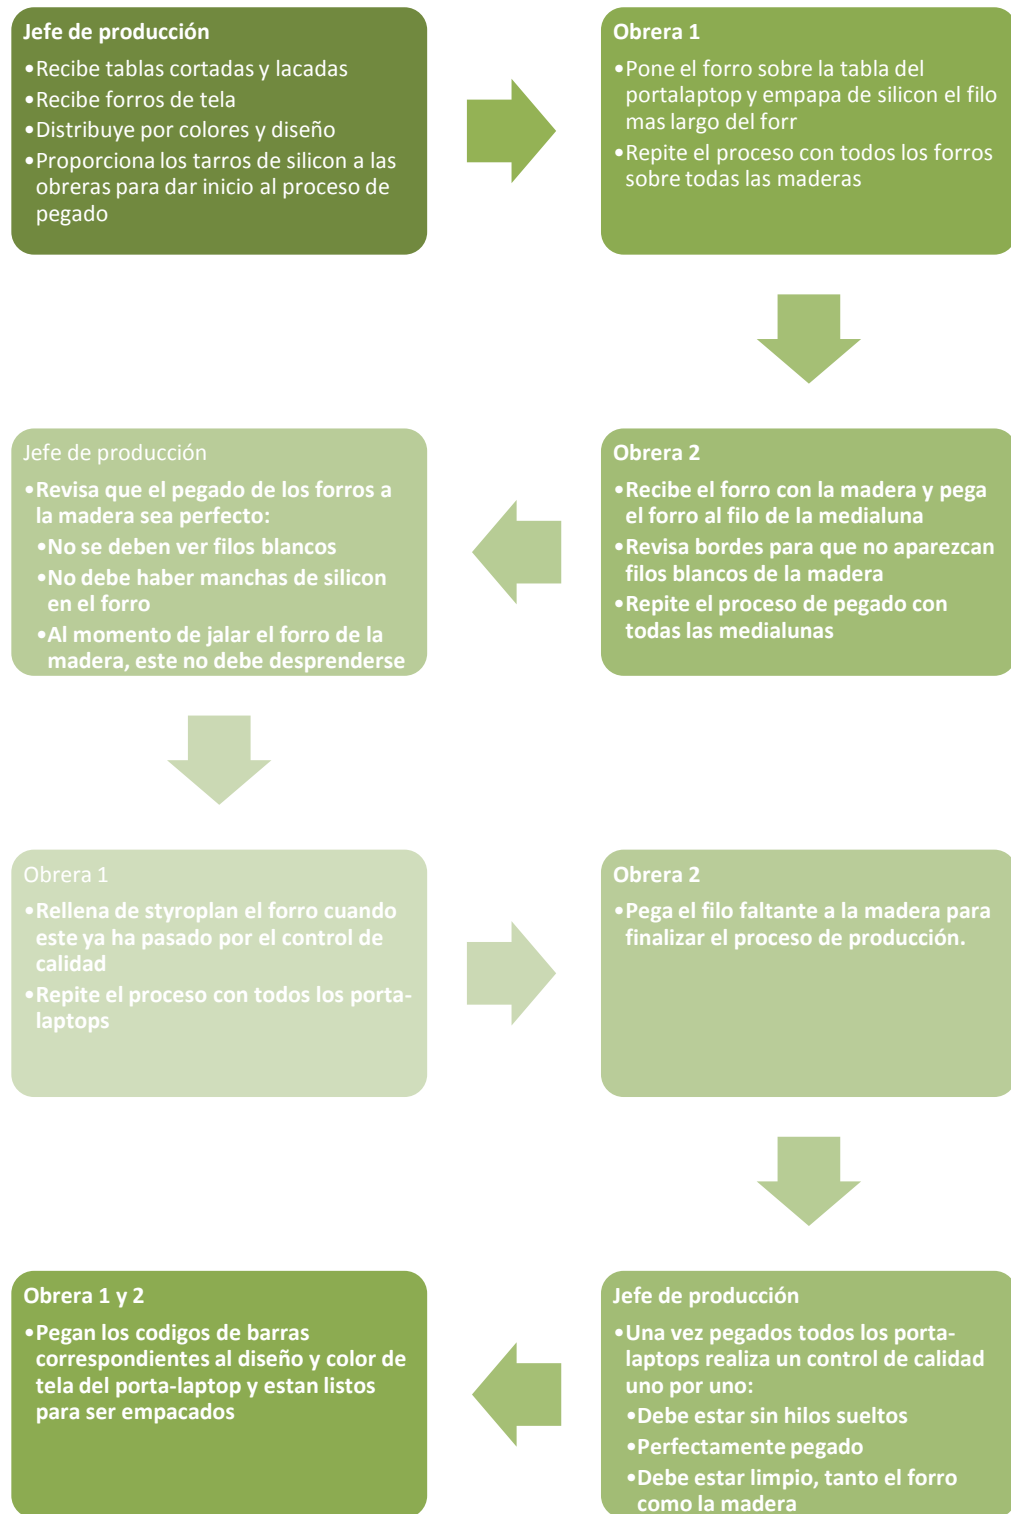 Jefe de producción
•Recibe tablas cortadas y lacadas
•Recibe forros de tela
•Distribuye por colores y diseño
•Proporciona los tarros de silicon a las
obreras para dar inicio al proceso de
pegado
Obrera 1
•Pone el forro sobre la tabla del
portalaptop y empapa de silicon el filo
mas largo del forr
•Repite el proceso con todos los forros
sobre todas las maderas
Obrera 2
•Recibe el forro con la madera y pega
el forro al filo de la medialuna
•Revisa bordes para que no aparezcan
filos blancos de la madera
•Repite el proceso de pegado con
todas las medialunas
Jefe de producción
•Revisa que el pegado de los forros a
la madera sea perfecto:
•No se deben ver filos blancos
•No debe haber manchas de silicon
en el forro
•Al momento de jalar el forro de la
madera, este no debe desprenderse
Obrera 1
•Rellena de styroplan el forro cuando
este ya ha pasado por el control de
calidad
•Repite el proceso con todos los porta-
laptops
Obrera 2
•Pega el filo faltante a la madera para
finalizar el proceso de producción.
Jefe de producción
•Una vez pegados todos los porta-
laptops realiza un control de calidad
uno por uno:
•Debe estar sin hilos sueltos
•Perfectamente pegado
•Debe estar limpio, tanto el forro
como la madera
Obrera 1 y 2
•Pegan los codigos de barras
correspondientes al diseño y color de
tela del porta-laptop y estan listos
para ser empacados